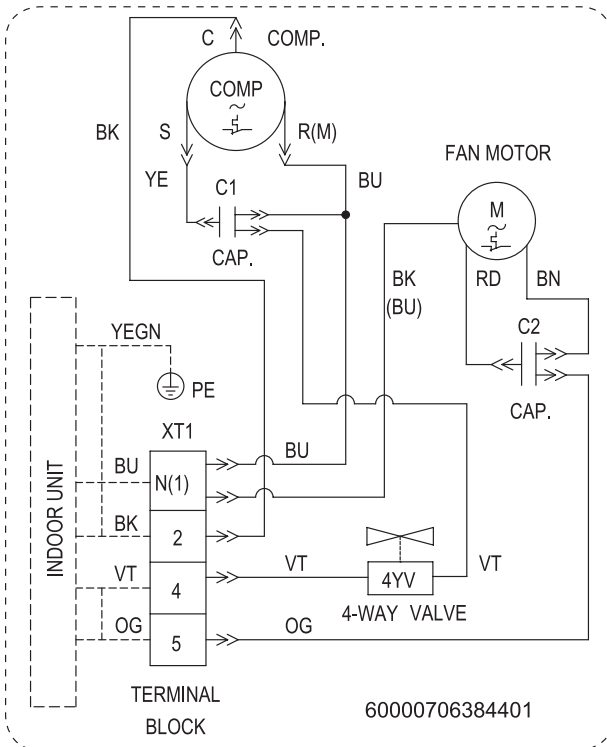 C COMP.
COMP
BK S R(M)
FAN MOTOR
YE C1 BU
M
CAP.
BK
(BU)
RD BN
YEGN
C2
PE
CAP.
XT1
INDOOR UNIT
BU N(1) BU
BK 2
VT 4 VT 4YV VT
4-WAY VALVE
OG 5 OG
TERMINAL
BLOCK
60000706384401